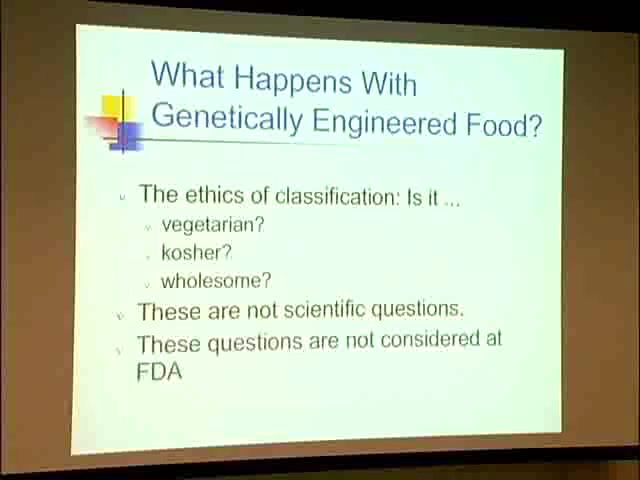 What Happens With
Genetically Engineered Food?
The ethics of classification: Is it ...
vegetarian?
kosher?
wholesome?
These are not scientific questions.
These questions are not considered at
FDA